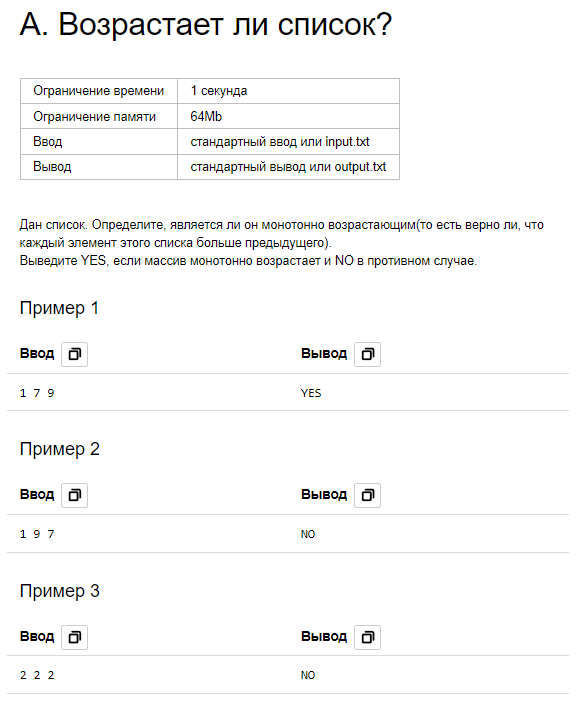 А. Возрастает ли список?
Ограничение времени 1 секунда
Ограничение памяти 64Mb
Ввод стандартный ввод или input.txt
Вывод стандартный вывод или output.txt
Дан список. Определите, является ли он монотонно возрастающим(то есть верно ли, что
каждый элемент этого списка больше предыдущего).
Выведите YES, если массив монотонно возрастает и NO в противном случае.
Пример 1
Ввод Вывод
1 7 9 YES
Пример 2
Ввод Вывод
1 9 7 NO
Пример 3
Ввод Вывод
2 2 2 NO